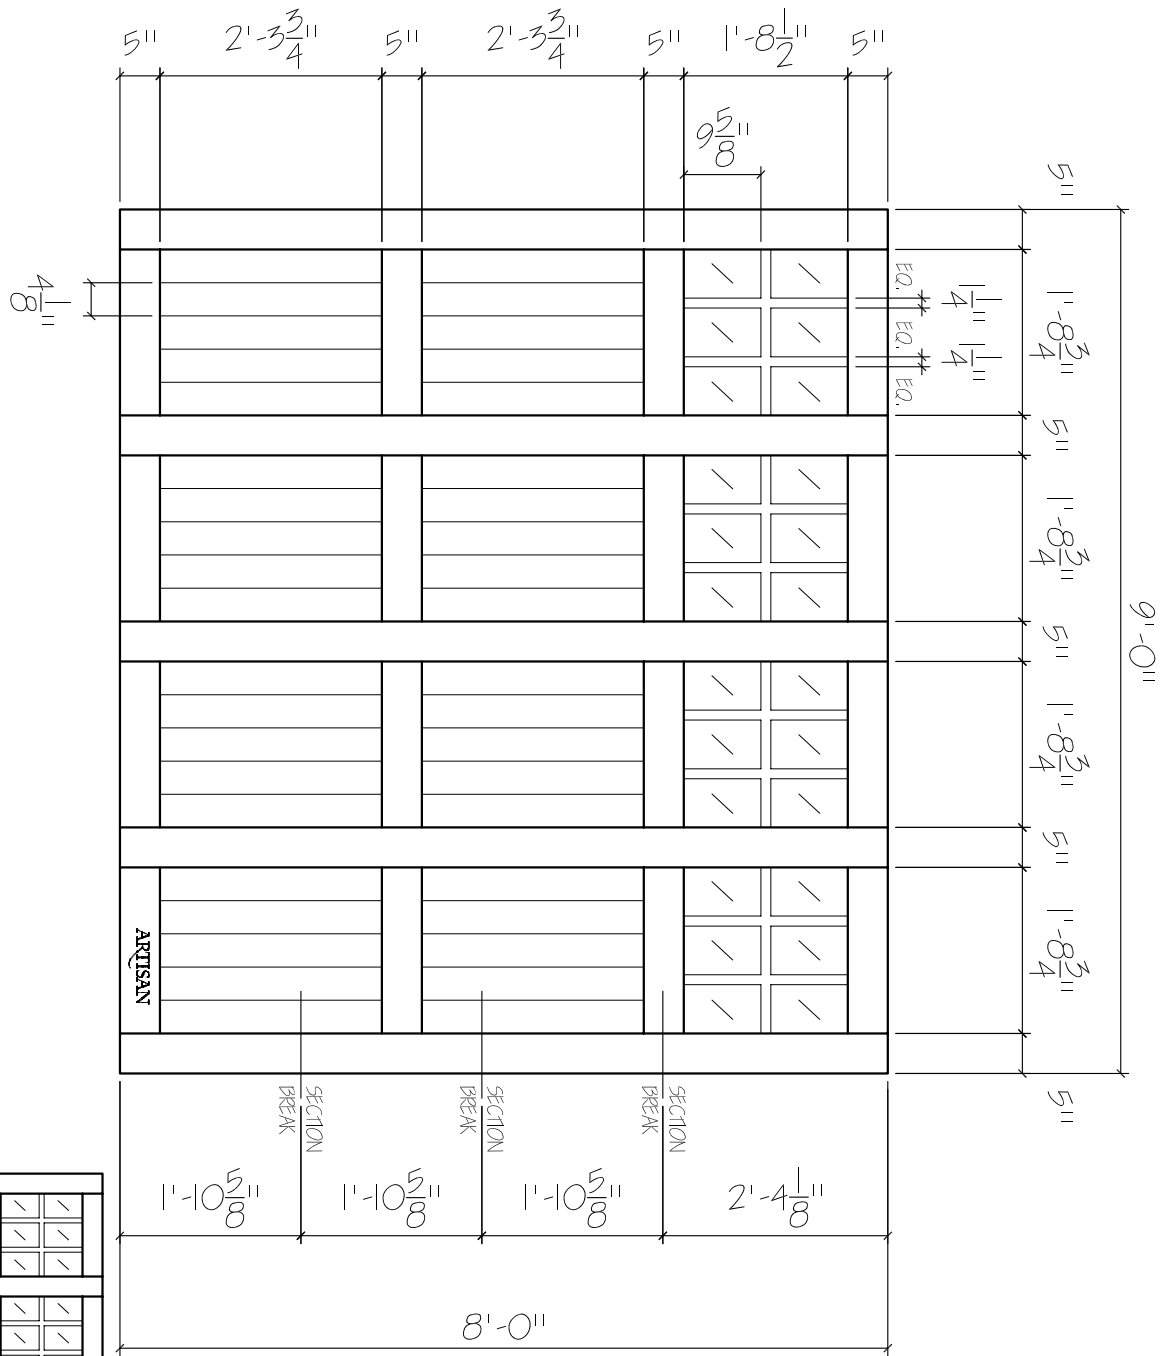 5"
2'-3 3/4"
5"
2'-3 3/4"
5"
1'-8 1/2"
5"
9 5/8"
5"
1'-8 3/4"
5"
1'-8 3/4"
5"
1'-8 3/4"
5"
1'-8 3/4"
5"
9'-0"
EQ.
1 1/4"
EQ.
1 1/4"
EQ.
4 1/8"
ARTISAN
SECTION
BREAK
SECTION
BREAK
SECTION
BREAK
1'-10 5/8"
1'-10 5/8"
1'-10 5/8"
2'-4 1/8"
8'-0"